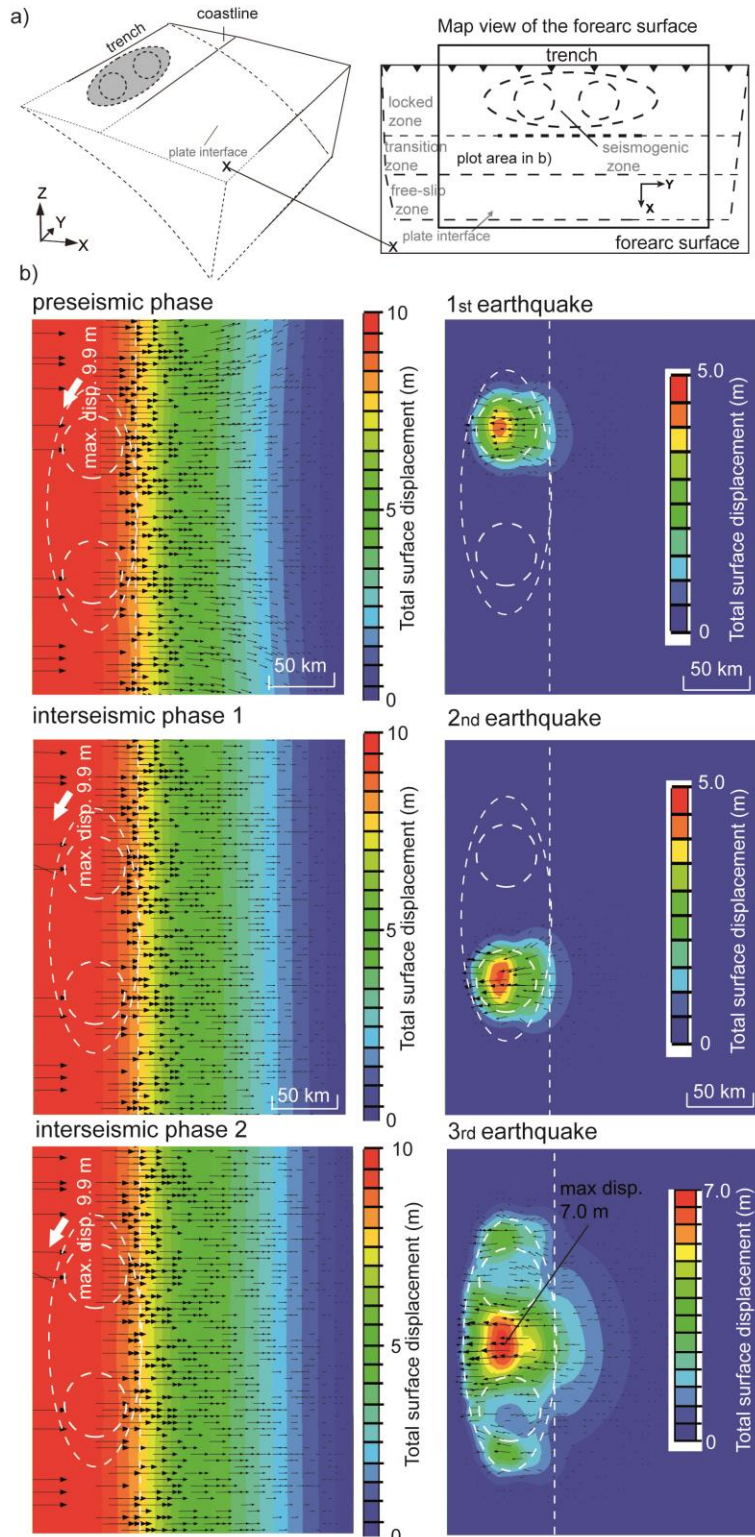 a)
trench
coastline
plate interface
X
Z
Y
X
Map view of the forearc surface
trench
locked
zone
transition
zone
plot area in b)
seismogenic
zone
free-slip
zone
Y
X
plate interface
X
forearc surface
b)
preseismic phase
max. disp. 9.9 m
50 km
10
5
0
Total surface displacement (m)
1st earthquake
5.0
0
Total surface displacement (m)
50 km
interseismic phase 1
max. disp. 9.9 m
50 km
10
5
0
Total surface displacement (m)
2nd earthquake
5.0
0
Total surface displacement (m)
50 km
interseismic phase 2
max. disp. 9.9 m
10
5
0
Total surface displacement (m)
3rd earthquake
max disp.
7.0 m
7.0
0
Total surface displacement (m)